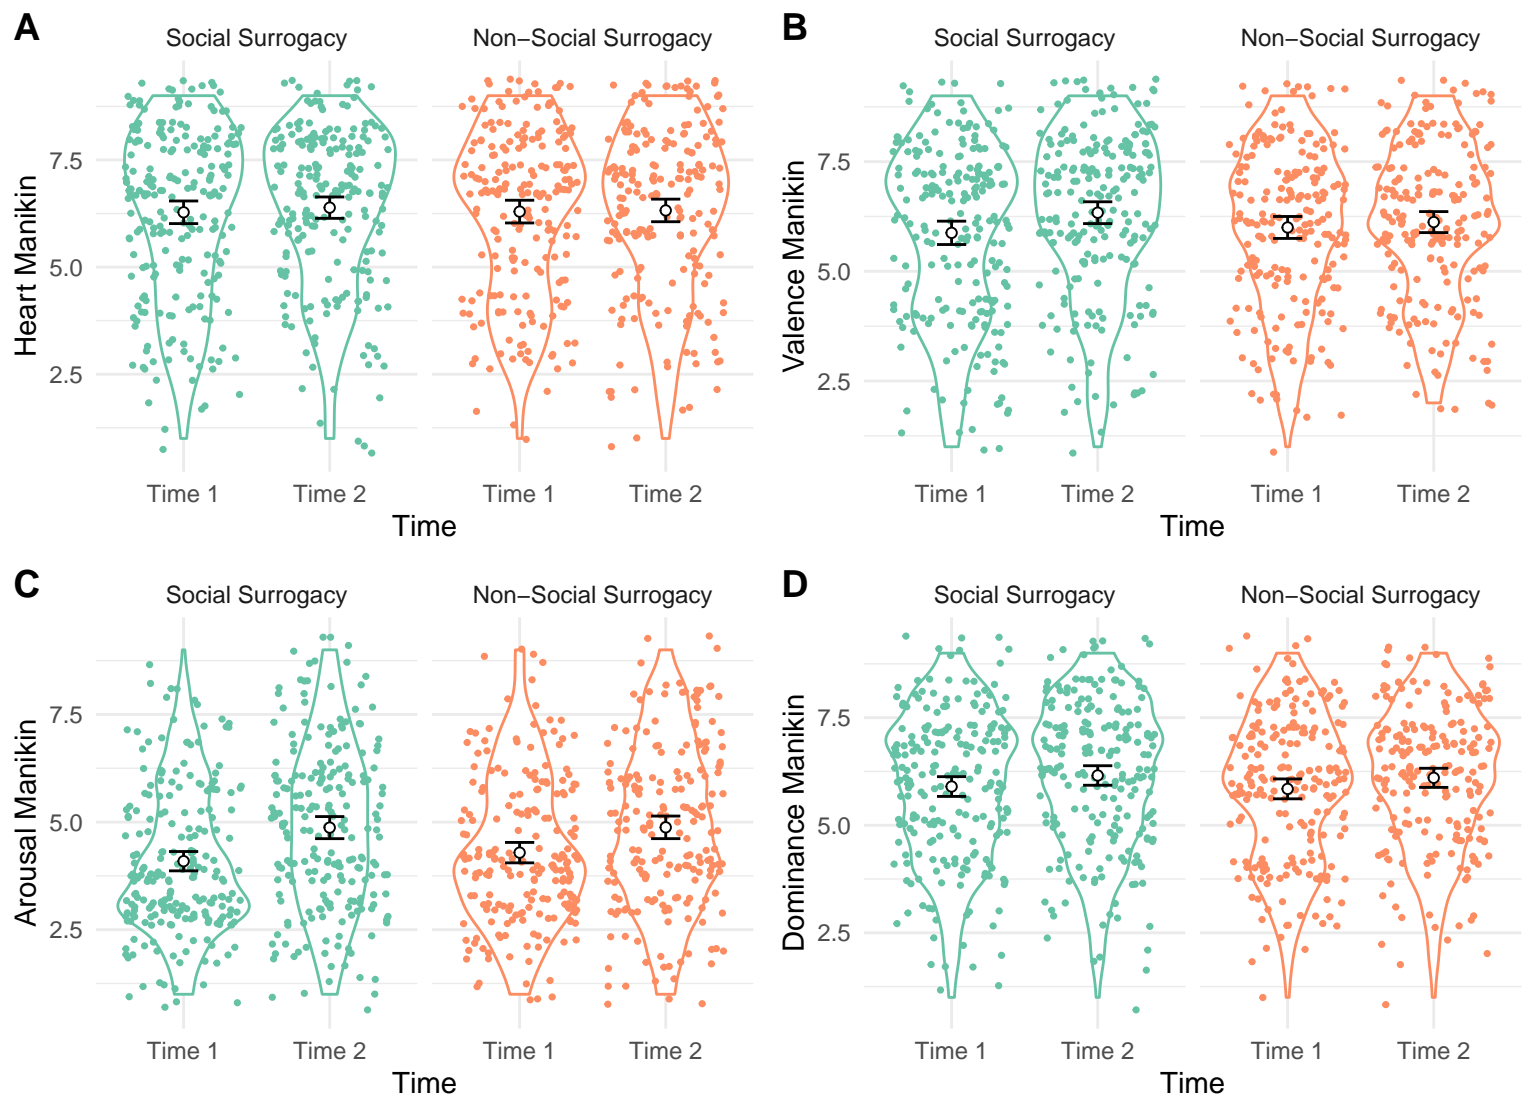 A
Social Surrogacy
Non−Social Surrogacy
Heart Manikin
7.5
5.0
2.5
Time 1
Time 2
Time 1
Time 2
Time
B
Social Surrogacy
Non−Social Surrogacy
Valence Manikin
7.5
5.0
2.5
Time 1
Time 2
Time 1
Time 2
Time
C
Social Surrogacy
Non−Social Surrogacy
Arousal Manikin
7.5
5.0
2.5
Time 1
Time 2
Time 1
Time 2
Time
D
Social Surrogacy
Non−Social Surrogacy
Dominance Manikin
7.5
5.0
2.5
Time 1
Time 2
Time 1
Time 2
Time